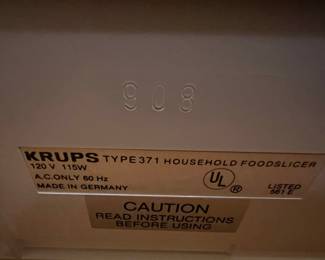 908
KRUPS TYPE 371 HOUSEHOLD FOODSLICER
120 V 115W
A.C. ONLY 60 Hz
MADE IN GERMANY
UL
LISTED
561 E
CAUTION
READ INSTRUCTIONS
BEFORE USING